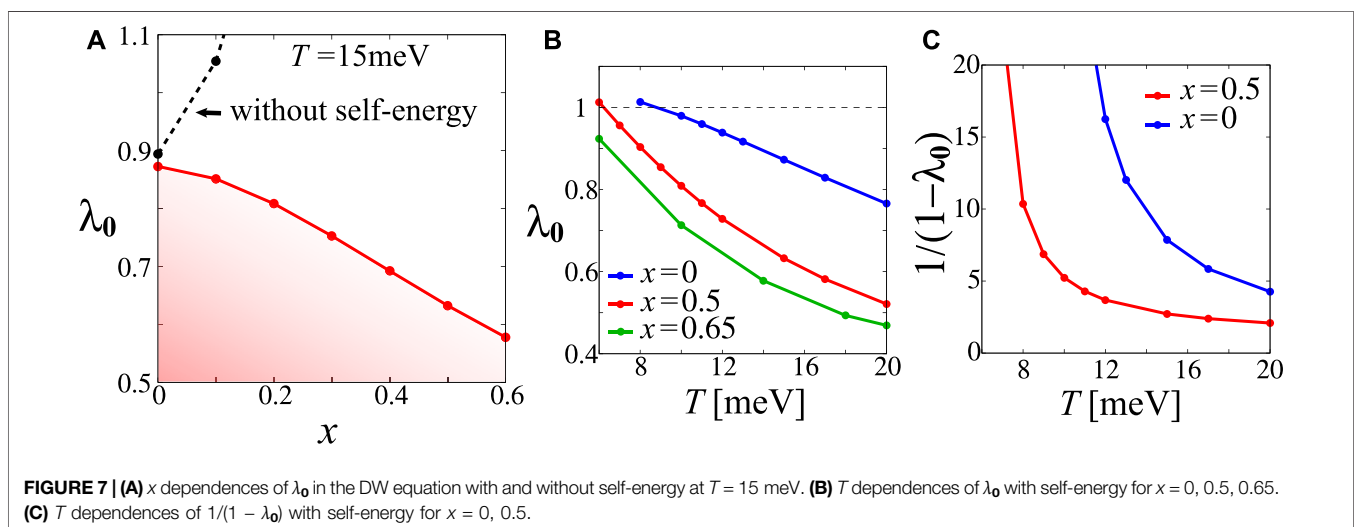 A
1.1
0.9
0.7
0.5
λ0
T =15meV
without self-energy
0
0.2
0.4
0.6
x
B
1
0.8
0.6
0.4
λ0
x=0
x=0.5
x=0.65
8
12
16
20
T [meV]
C
20
15
10
5
0
1/(1−λ0)
x=0.5
x=0
8
12
16
20
T [meV]
FIGURE 7 | (A) x dependences of λ0 in the DW equation with and without self-energy at T = 15 meV. (B) T dependences of λ0 with self-energy for x = 0, 0.5, 0.65.
(C) T dependences of 1/(1 − λ0) with self-energy for x = 0, 0.5.